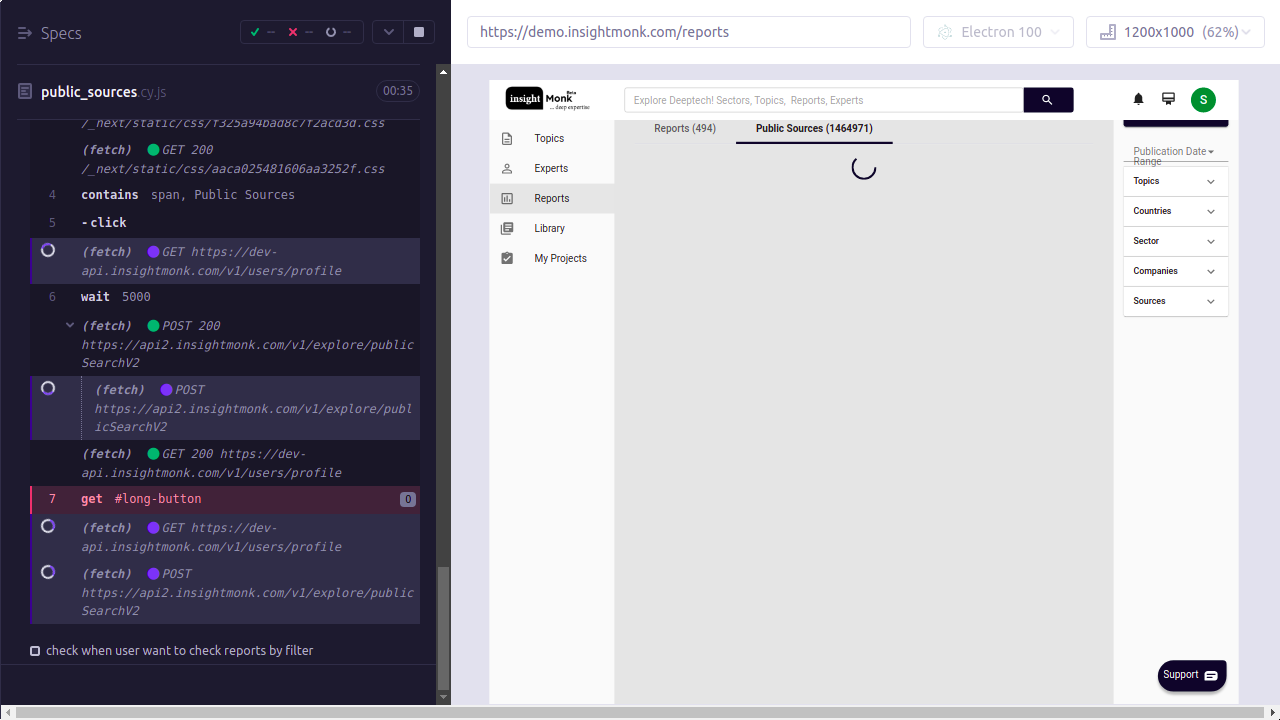 Specs
--
--
--
https://demo.insightmonk.com/reports
Electron 100
1200x1000 (62%)
public_sources.cy.js
00:35
/_next/static/css/f325a94bad8c7f2acd3d.css
(fetch) GET 200
/_next/static/css/aaca025481606aa3252f.css
4 contains span, Public Sources
5 -click
(fetch) GET https://dev-
api.insightmonk.com/v1/users/profile
6 wait 5000
(fetch) POST 200
https://api2.insightmonk.com/v1/explore/public
SearchV2
(fetch) POST
https://api2.insightmonk.com/v1/explore/publ
icSearchV2
(fetch) GET 200 https://dev-
api.insightmonk.com/v1/users/profile
7 get #long-button 0
(fetch) GET https://dev-
api.insightmonk.com/v1/users/profile
(fetch) POST
https://api2.insightmonk.com/v1/explore/public
SearchV2
check when user want to check reports by filter
insight Monk Beta
... deep expertise
Explore Deeptech! Sectors, Topics, Reports, Experts
S
Topics
Experts
Reports
Library
My Projects
Reports (494)
Public Sources (1464971)
Publication Date
Range
Topics
Countries
Sector
Companies
Sources
Support